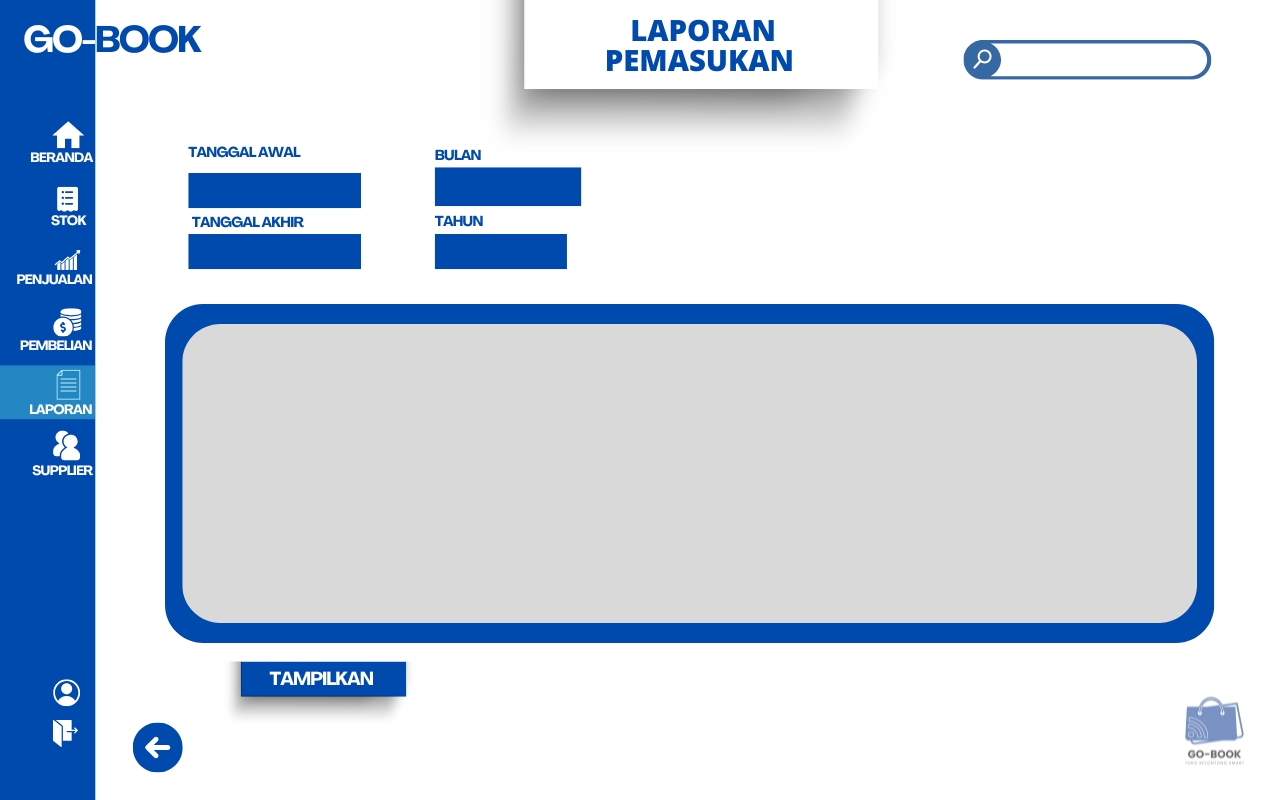 GO-BOOK
LAPORAN
PEMASUKAN
BERANDA
STOK
PENJUALAN
PEMBELIAN
LAPORAN
SUPPLIER
TANGGAL AWAL
BULAN
TANGGAL AKHIR
TAHUN
TAMPILKAN
GO-BOOK